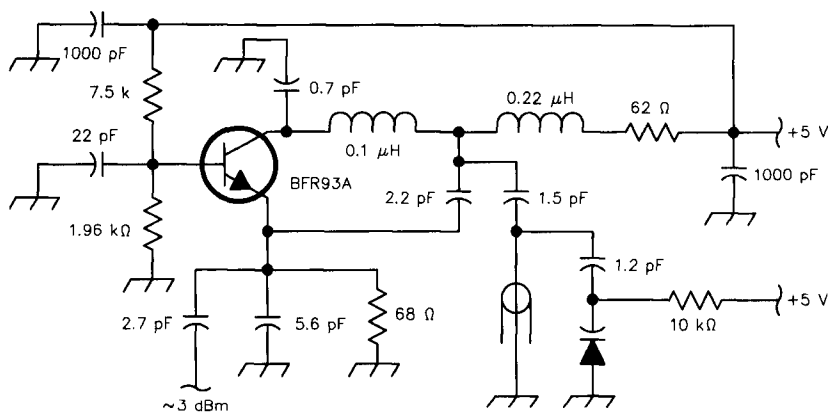 1000 pF
7.5 k
0.7 pF
0.22 μH
62 Ω
22 pF
0.1 μH
+5 V
BFR93A
2.2 pF
1.5 pF
1000 pF
1.96 kΩ
1.2 pF
2.7 pF
5.6 pF
68 Ω
10 kΩ
+5 V
~3 dBm